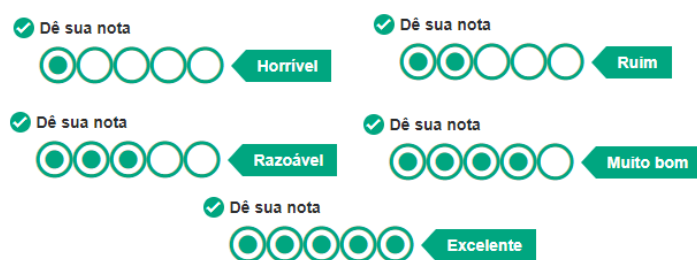 Dê sua nota
Horrível
Dê sua nota
Ruim
Dê sua nota
Razoável
Dê sua nota
Muito bom
Dê sua nota
Excelente